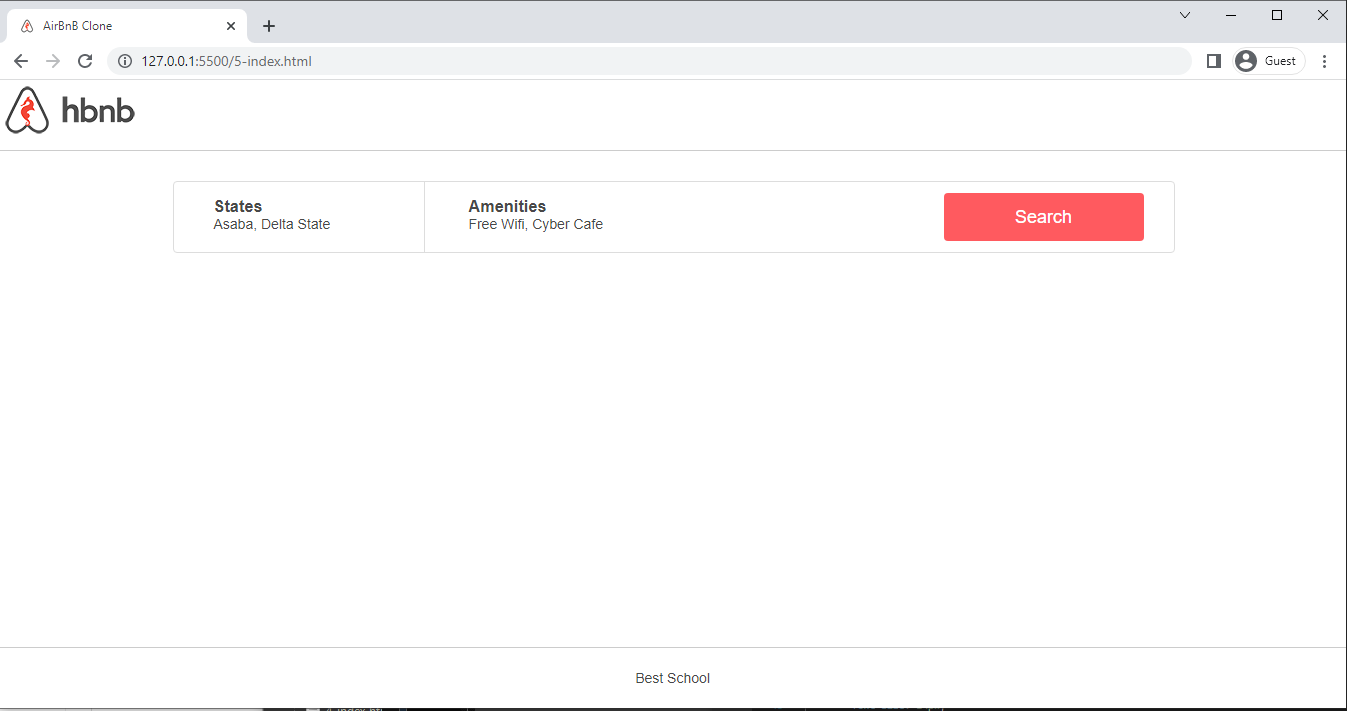 AirBnB Clone
127.0.0.1:5500/5-index.html
Guest
hbnb
States
Asaba, Delta State
Amenities
Free Wifi, Cyber Cafe
Search
Best School